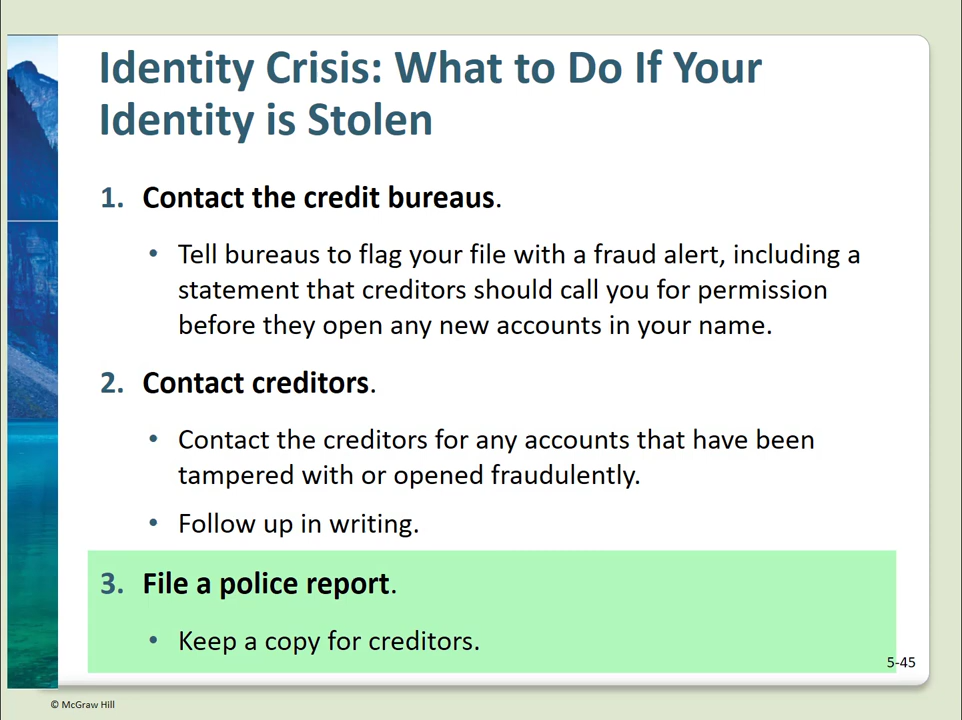 Identity Crisis: What to Do If Your
Identity is Stolen
1. Contact the credit bureaus.
• Tell bureaus to flag your file with a fraud alert, including a
statement that creditors should call you for permission
before they open any new accounts in your name.
2. Contact creditors.
• Contact the creditors for any accounts that have been
tampered with or opened fraudulently.
• Follow up in writing.
3. File a police report.
• Keep a copy for creditors.
5-45
© McGraw Hill